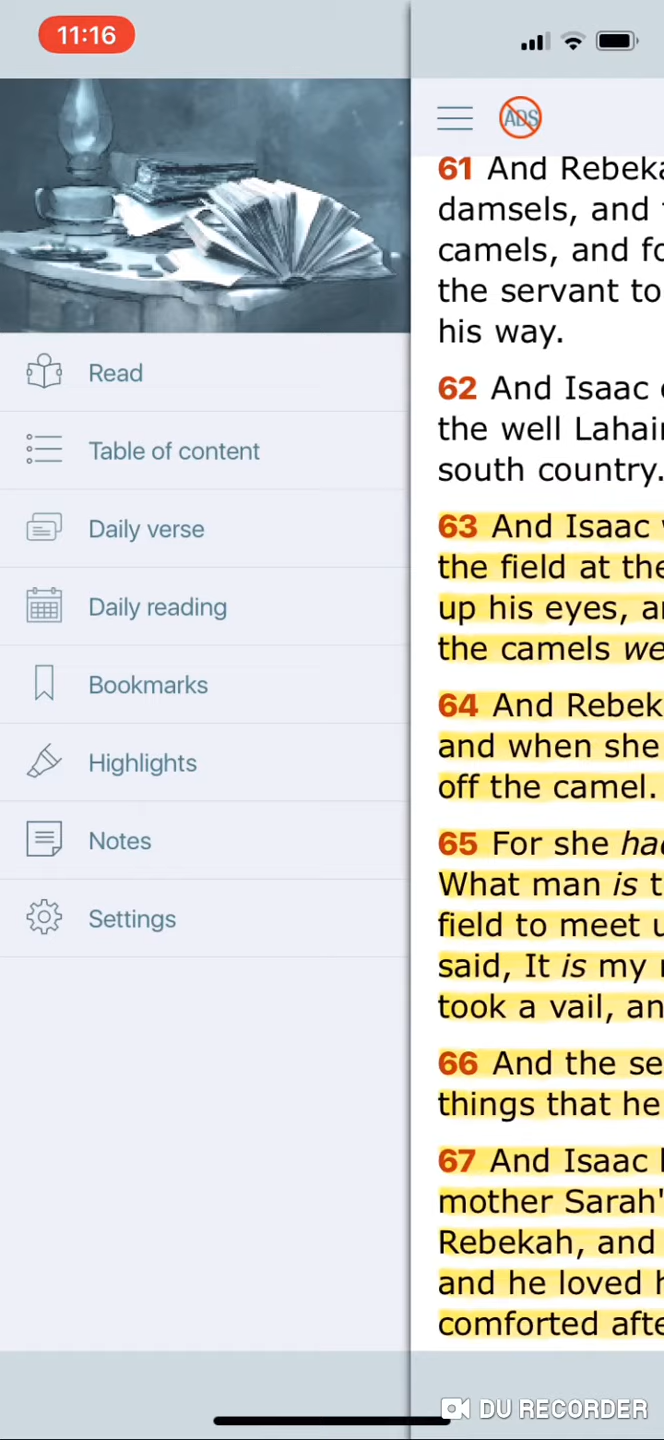 11:16
ADS
Read
Table of content
Daily verse
Daily reading
Bookmarks
Highlights
Notes
Settings
61 And Rebeka
damsels, and
camels, and fo
the servant to
his way.
62 And Isaac
the well Lahai
south country.
63 And Isaac
the field at the
up his eyes, a
the camels we
64 And Rebek
and when she
off the camel.
65 For she ha
What man is t
field to meet u
said, It is my
took a vail, an
66 And the se
things that he
67 And Isaac
mother Sarah'
Rebekah, and
and he loved h
comforted afte
DU RECORDER